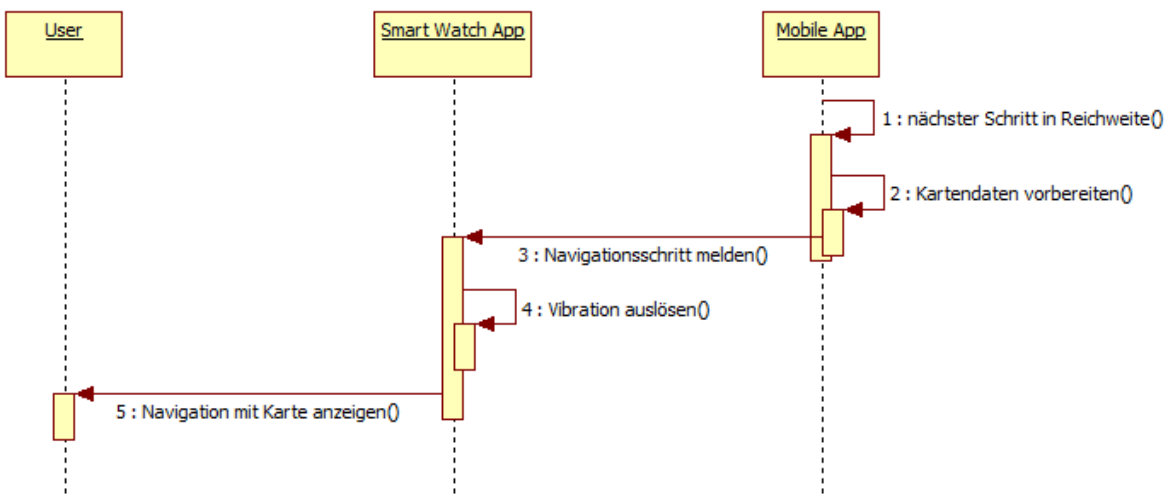 User
Smart Watch App
Mobile App
1 : nächster Schritt in Reichweite()
2 : Kartendaten vorbereiten()
3 : Navigationsschritt melden()
4 : Vibration auslösen()
5 : Navigation mit Karte anzeigen()